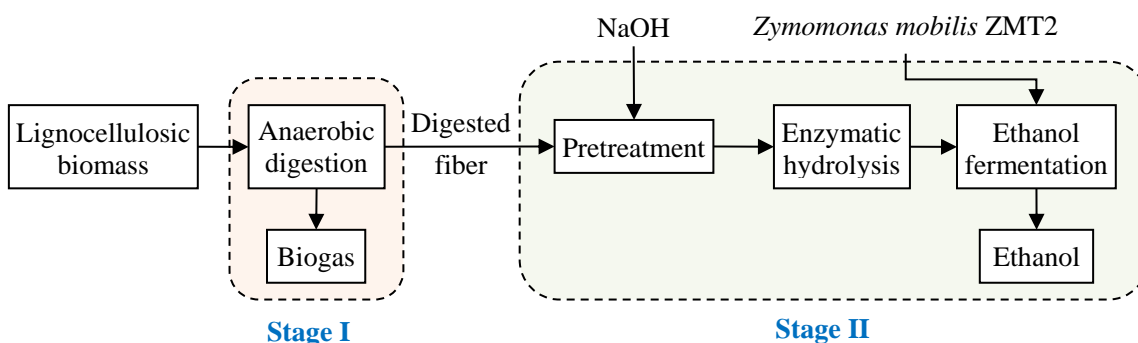 NaOH
Zymomonas mobilis ZMT2
Lignocellulosic
biomass
Anaerobic
digestion
Digested
fiber
Pretreatment
Enzymatic
hydrolysis
Ethanol
fermentation
Biogas
Ethanol
Stage I
Stage II